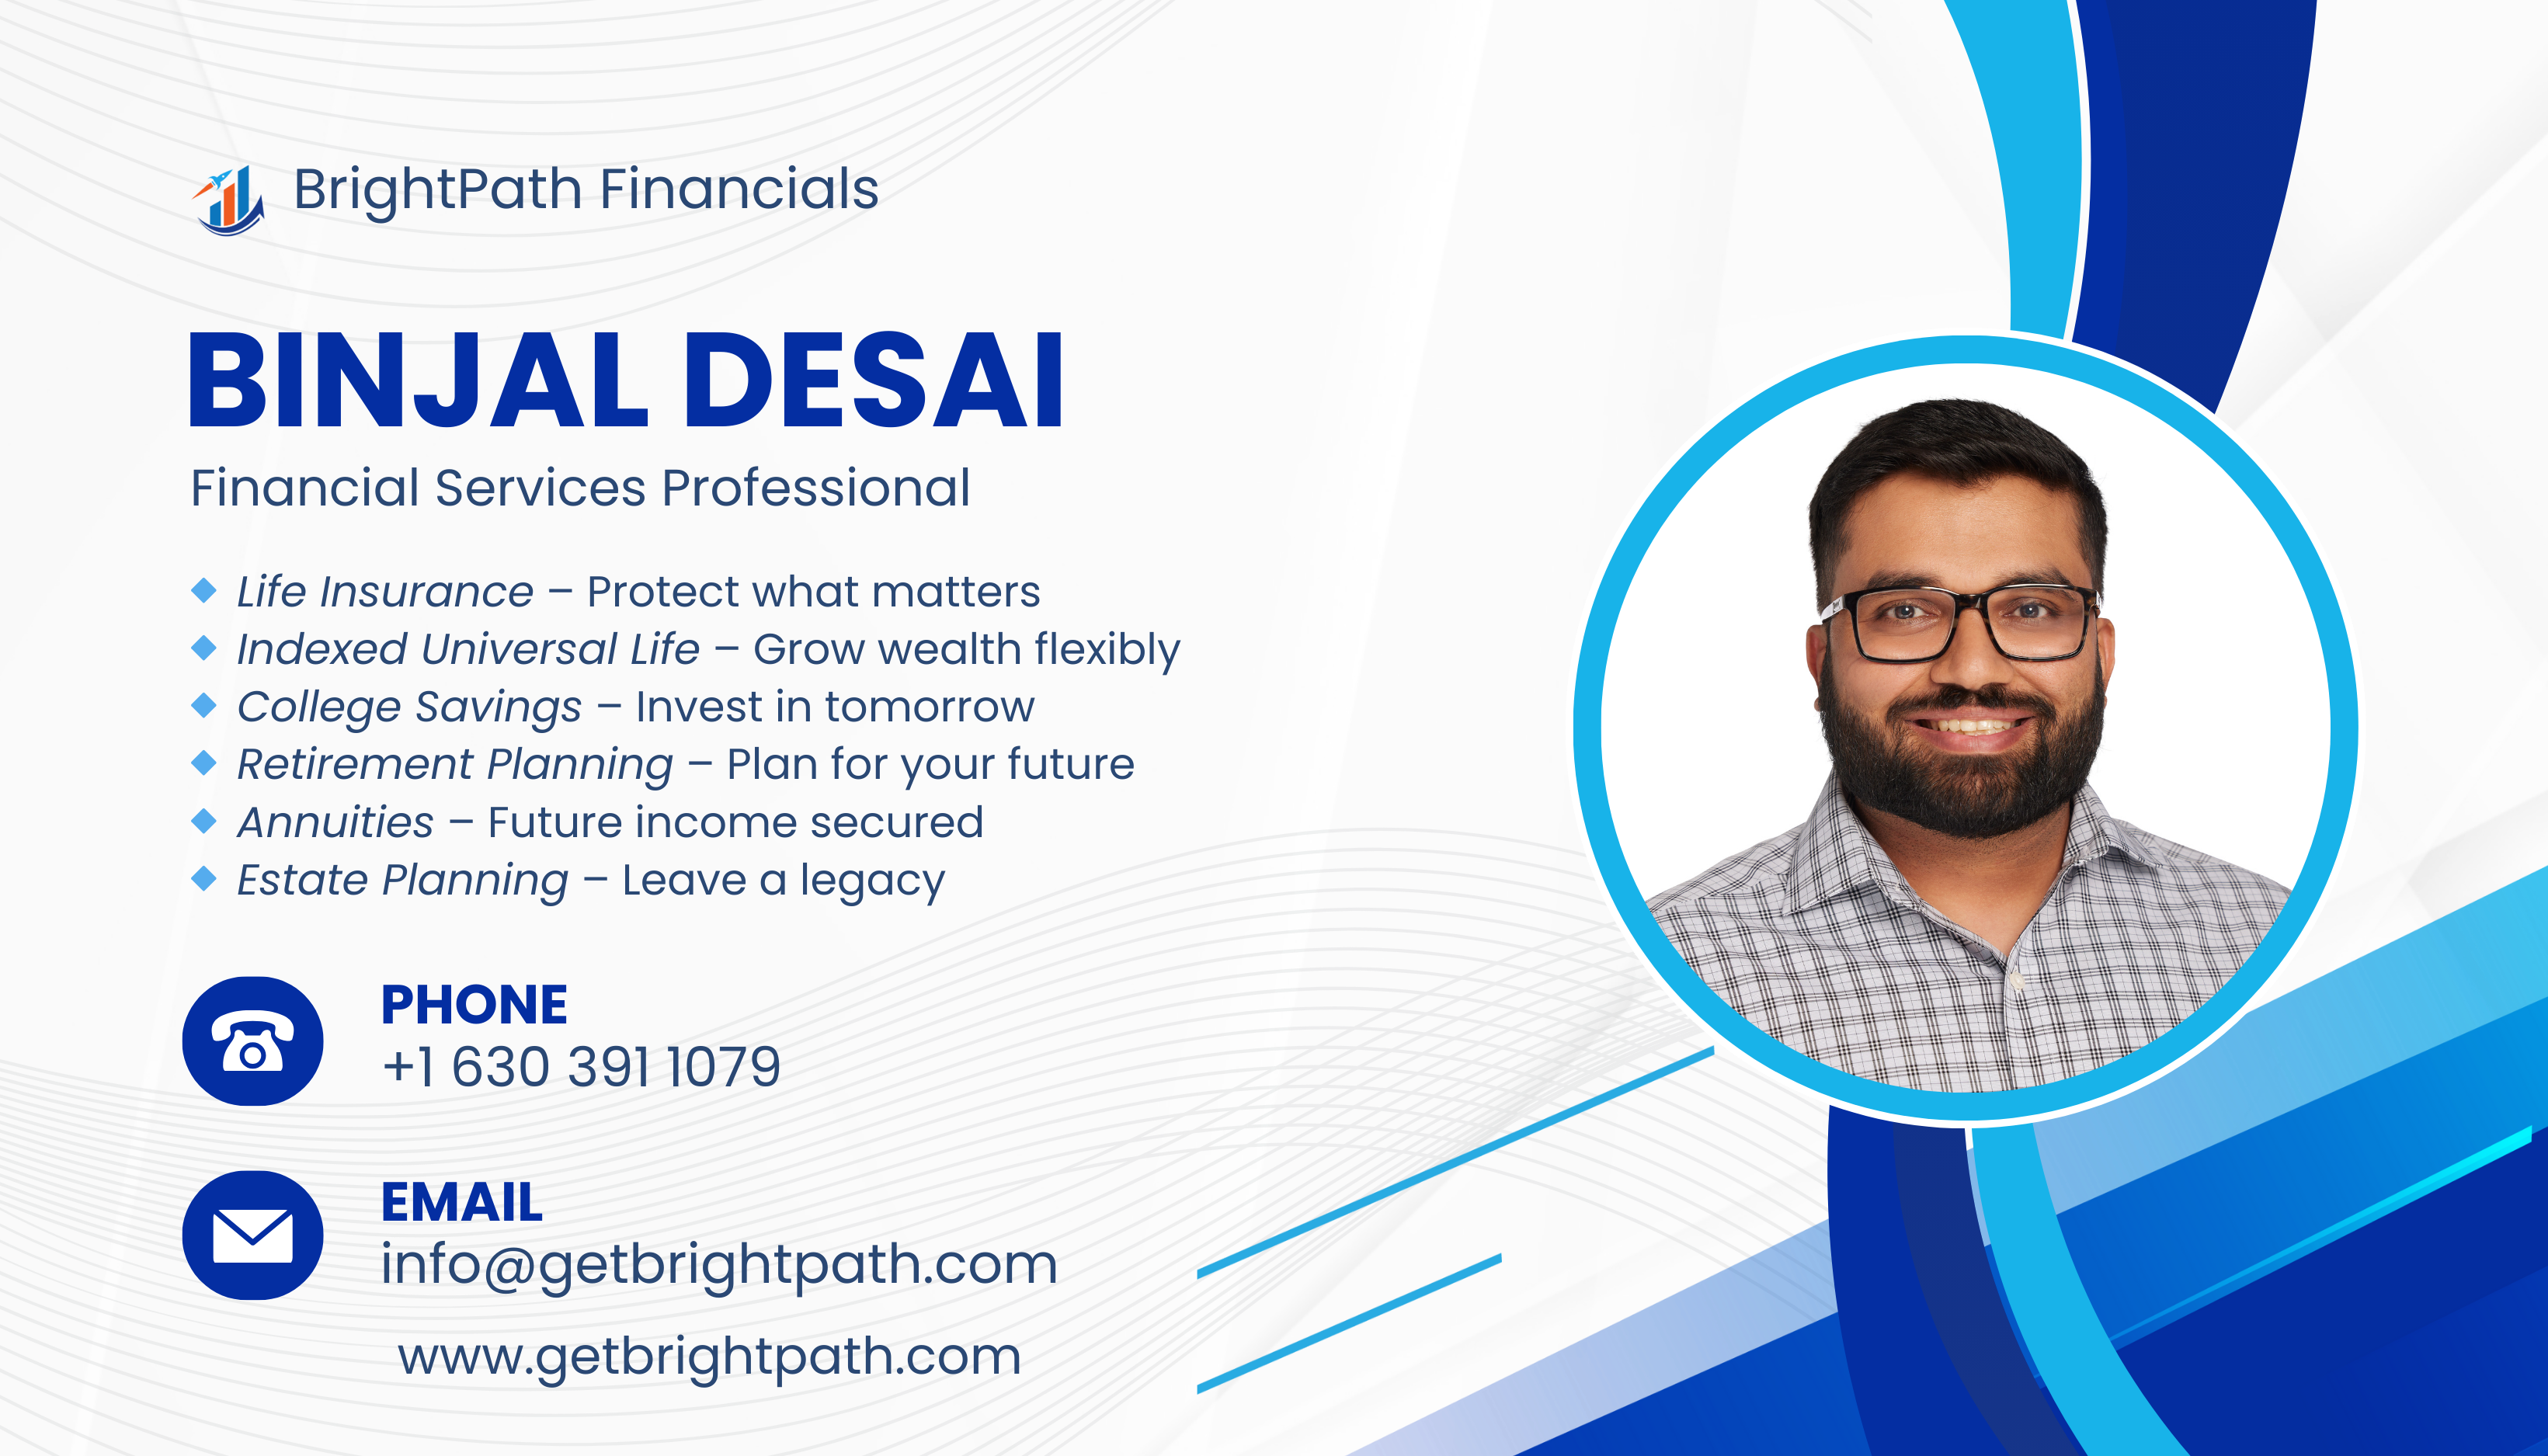 BrightPath Financials
BINJAL DESAI
Financial Services Professional
Life Insurance – Protect what matters
Indexed Universal Life – Grow wealth flexibly
College Savings – Invest in tomorrow
Retirement Planning – Plan for your future
Annuities – Future income secured
Estate Planning – Leave a legacy
PHONE
+1 630 391 1079
EMAIL
info@getbrightpath.com
www.getbrightpath.com